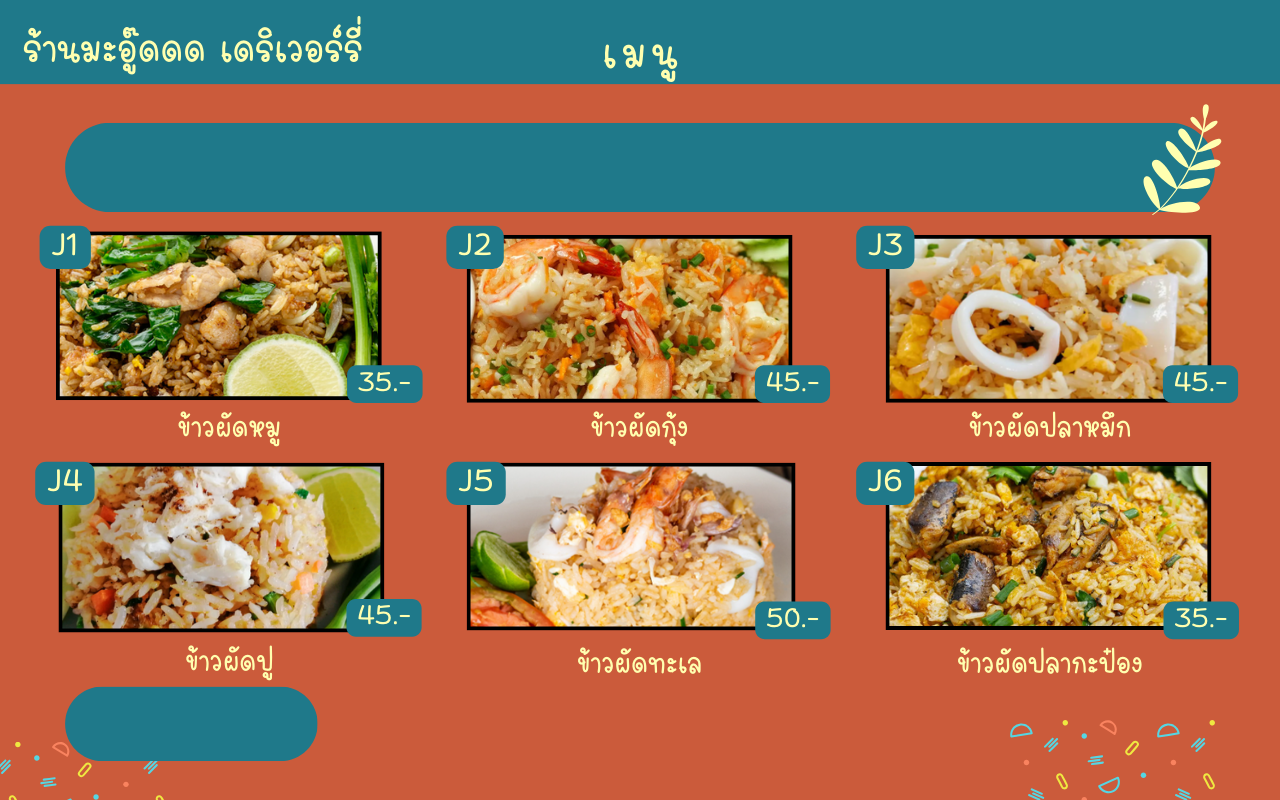 ร้านมะอู๊ดดด เดริเวอร์รี่
เมนู
J1
J2
J3
35.-
45.-
45.-
ข้าวผัดหมู
ข้าวผัดกุ้ง
ข้าวผัดปลาหมึก
J4
J5
J6
45.-
50.-
35.-
ข้าวผัดปู
ข้าวผัดทะเล
ข้าวผัดปลากะป๋อง